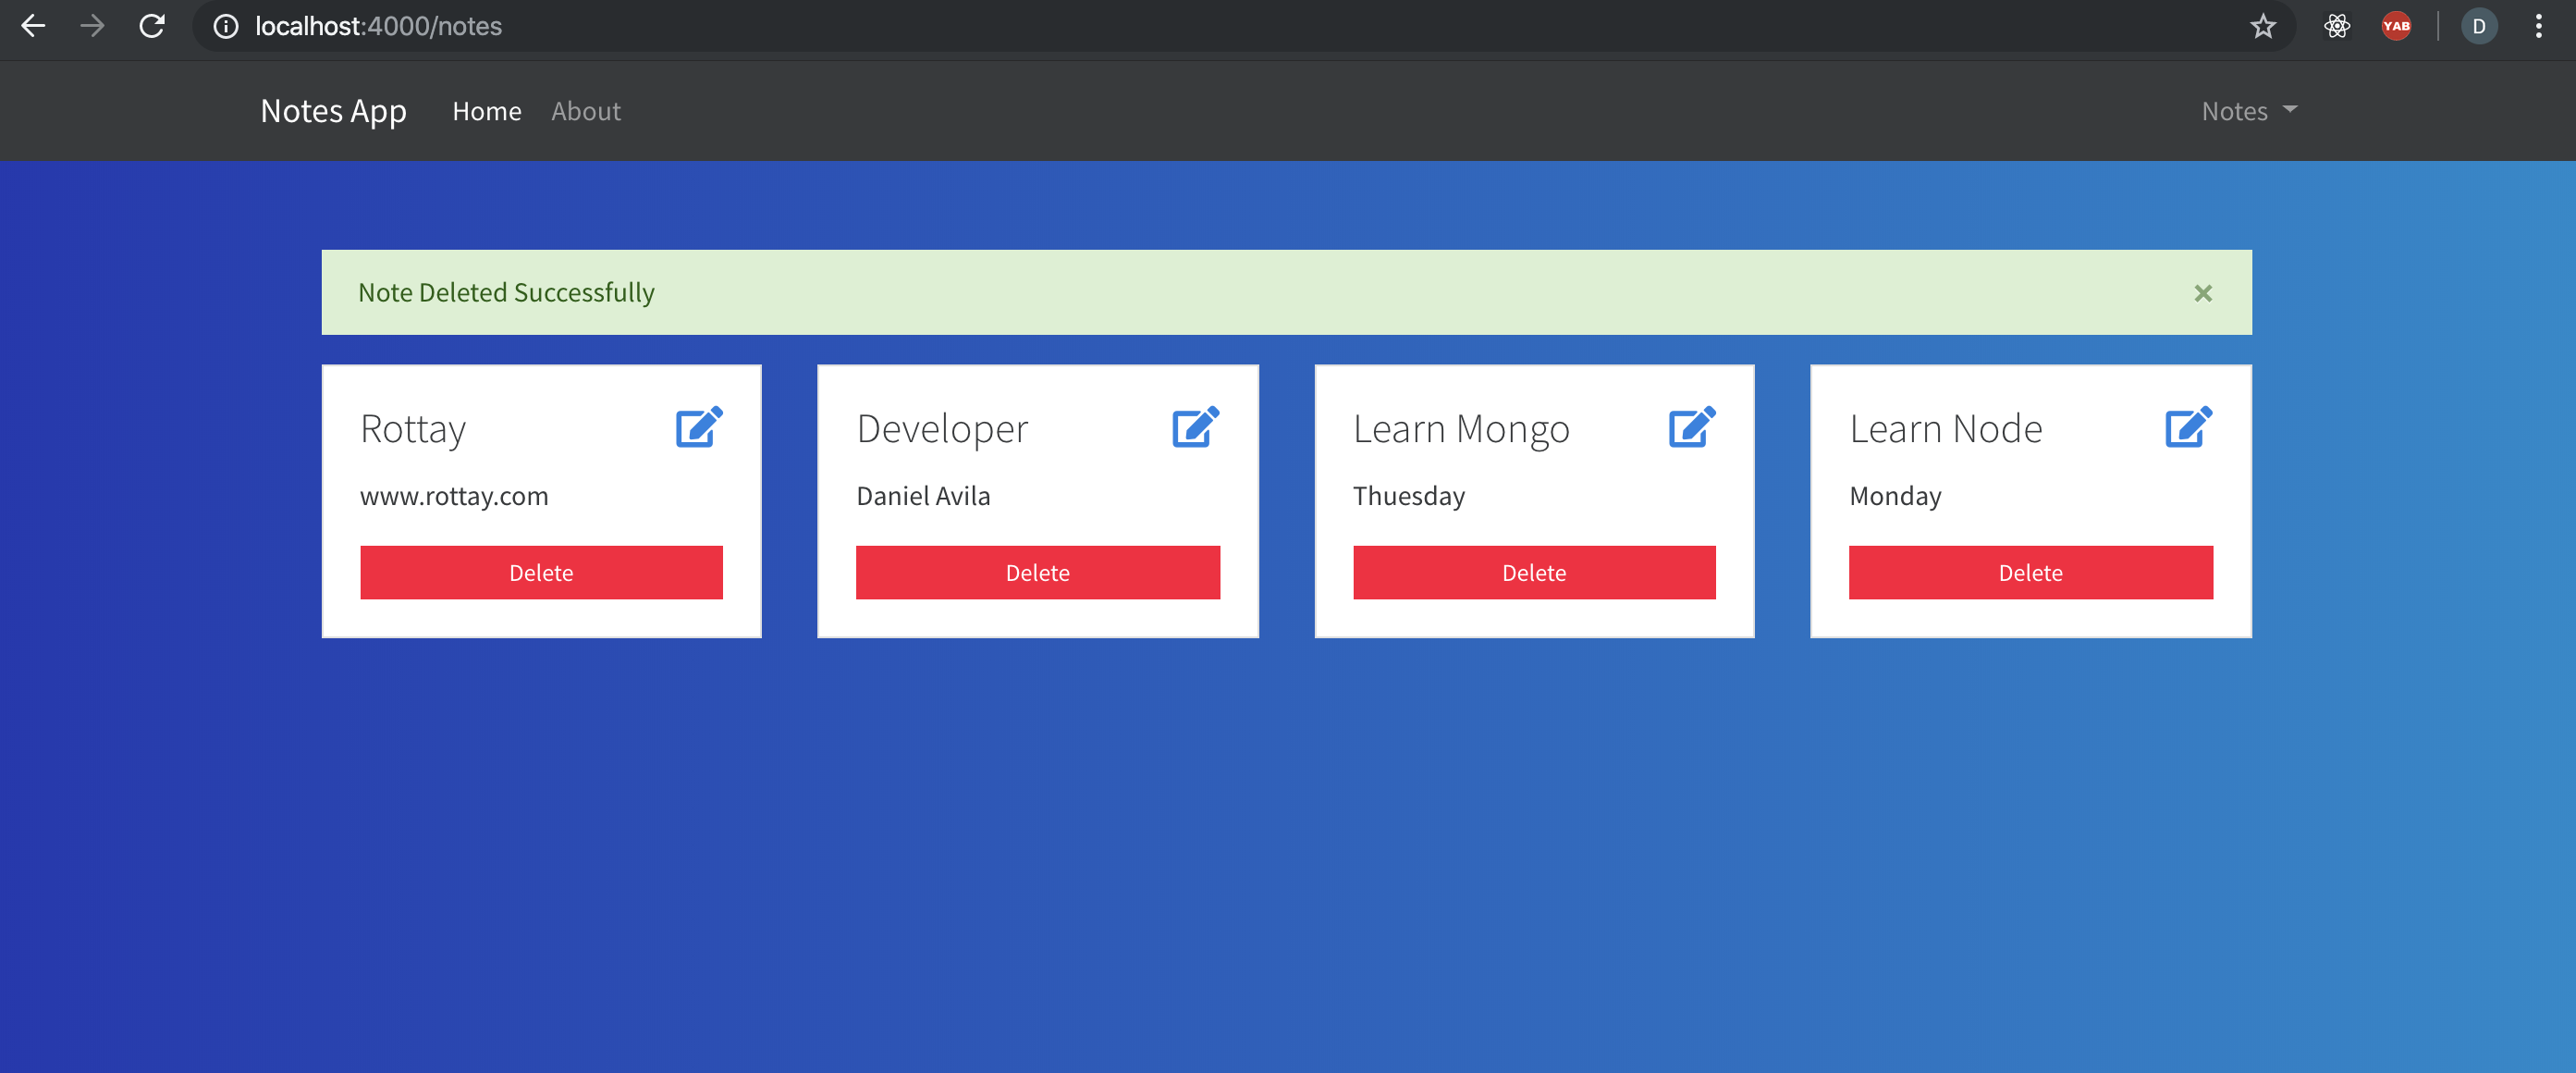 localhost:4000/notes
YAB
D
Notes App Home About Notes
Note Deleted Successfully ×
Rottay
www.rottay.com
Delete
Developer
Daniel Avila
Delete
Learn Mongo
Thuesday
Delete
Learn Node
Monday
Delete